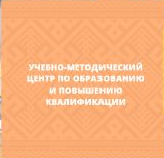 УЧЕБНО-МЕТОДИЧЕСКИЙ
ЦЕНТР ПО ОБРАЗОВАНИЮ
И ПОВЫШЕНИЮ
КВАЛИФИКАЦИИ